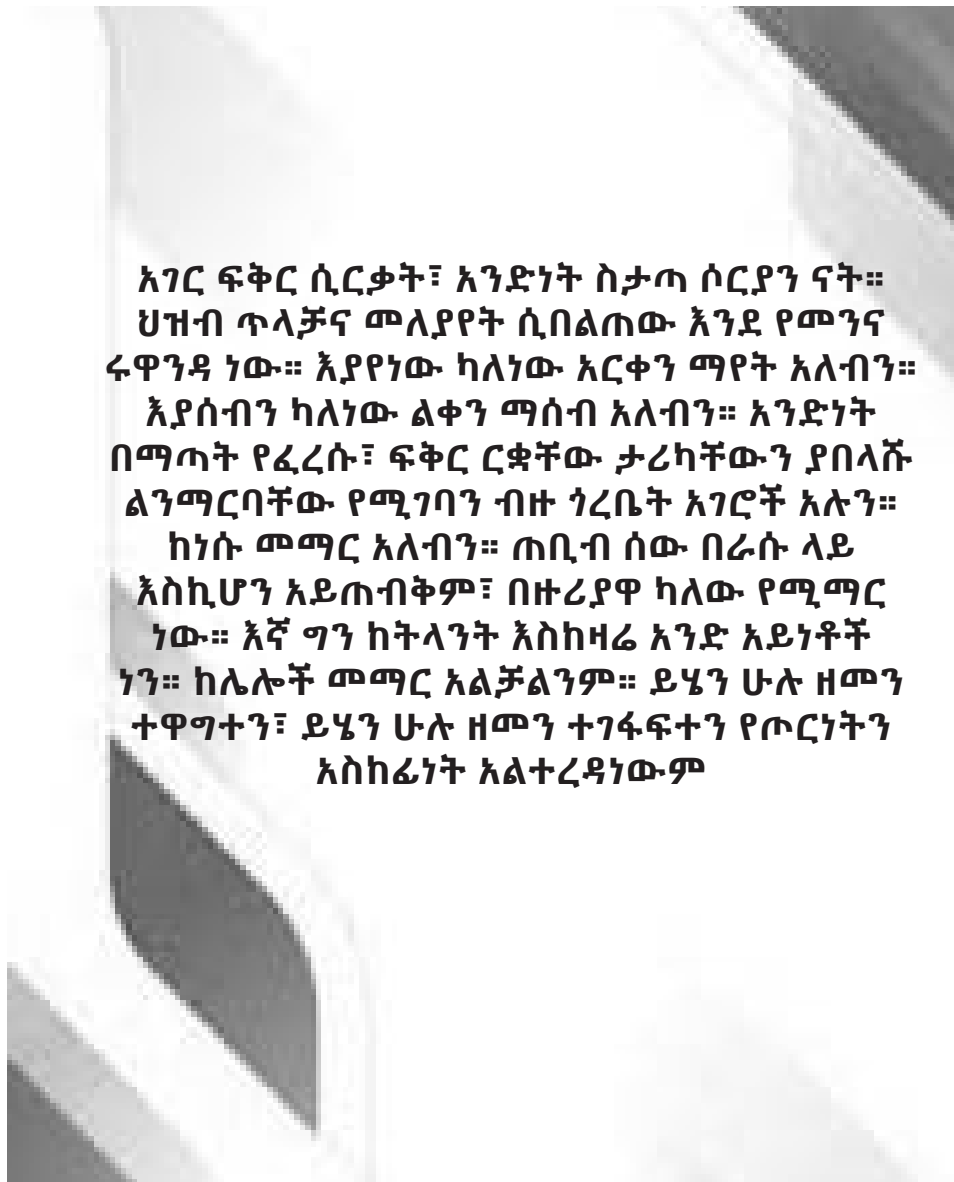 አገር ፍቅር ሲርቃት፣ አንድነት ስታጣ ሶርያን ናት።
ህዝብ ጥላቻና መለያየት ሲበልጠው እንደ የመንና
ሩዋንዳ ነው። እያየነው ካለነው አርቀን ማየት አለብን።
እያሰብን ካለነው ልቀን ማሰብ አለብን። አንድነት
በማጣት የፈረሱ፣ ፍቅር ርቋቸው ታሪካቸውን ያበላሹ
ልንማርባቸው የሚገባን ብዙ ጎረቤት አገሮች አሉን።
ከነሱ መማር አለብን። ጠቢብ ሰው በራሱ ላይ
እስኪሆን አይጠብቅም፣ በዙሪያዋ ካለው የሚማር
ነው። እኛ ግን ከትላንት እስከዛሬ አንድ አይነቶች
ነን። ከሌሎች መማር አልቻልንም። ይሄን ሁሉ ዘመን
ተዋግተን፣ ይሄን ሁሉ ዘመን ተገፋፍተን የጦርነትን
አስከፊነት አልተረዳነውም